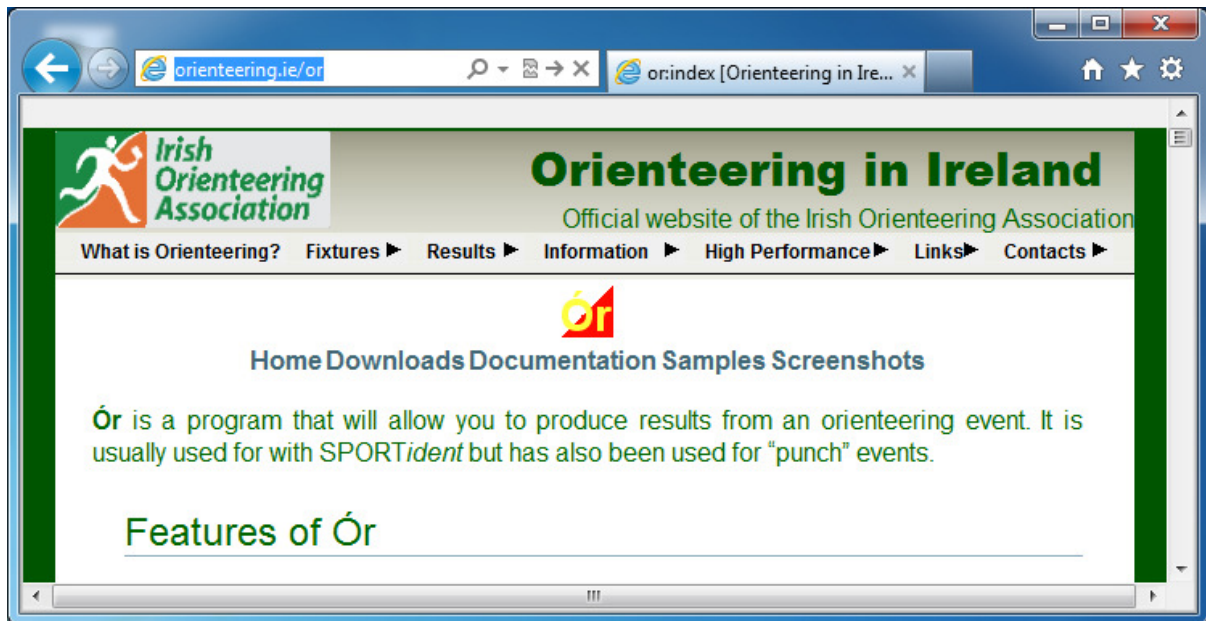 orienteering.ie/or
or:index [Orienteering in Ire...
Irish
Orienteering
Association
Orienteering in Ireland
Official website of the Irish Orienteering Association
What is Orienteering? Fixtures Results Information High Performance Links Contacts
Ór
Home Downloads Documentation Samples Screenshots
Ór is a program that will allow you to produce results from an orienteering event. It is
usually used for with SPORTident but has also been used for “punch” events.
Features of Ór